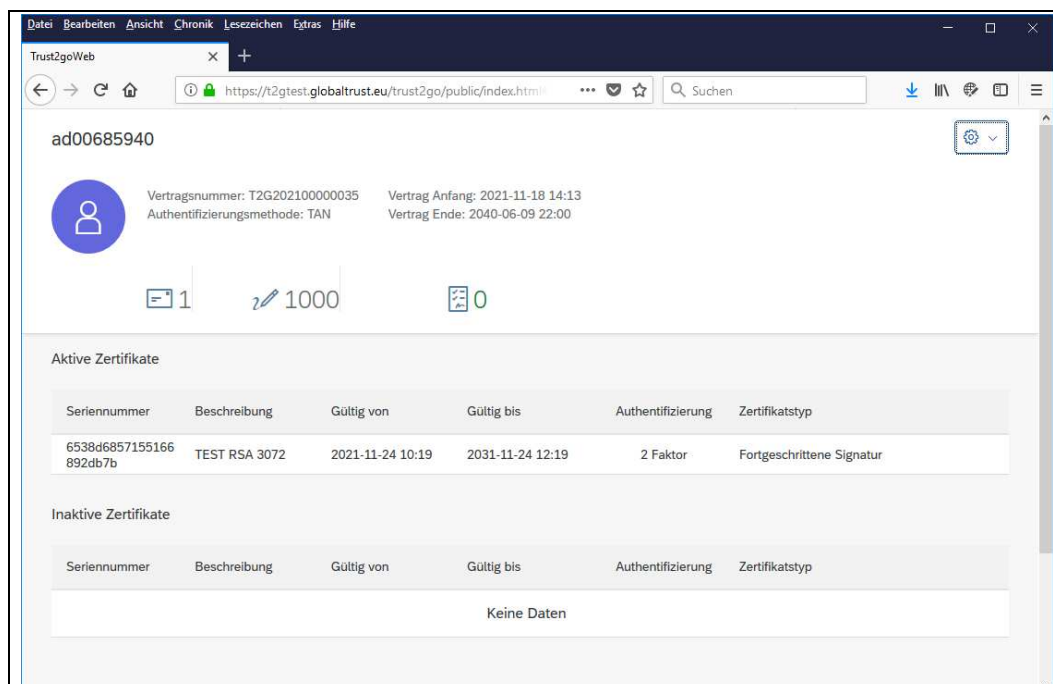 Datei Bearbeiten Ansicht Chronik Lesezeichen Extras Hilfe
Trust2goWeb
https://t2gtest.globaltrust.eu/trust2go/public/index.html
Suchen
ad00685940
Vertragsnummer: T2G202100000035 Vertrag Anfang: 2021-11-18 14:13
Authentifizierungsmethode: TAN Vertrag Ende: 2040-06-09 22:00
1 1000 0
Aktive Zertifikate
Seriennummer Beschreibung Gültig von Gültig bis Authentifizierung Zertifikatstyp
6538d6857155166
892db7b TEST RSA 3072 2021-11-24 10:19 2031-11-24 12:19 2 Faktor Fortgeschrittene Signatur
Inaktive Zertifikate
Seriennummer Beschreibung Gültig von Gültig bis Authentifizierung Zertifikatstyp
Keine Daten